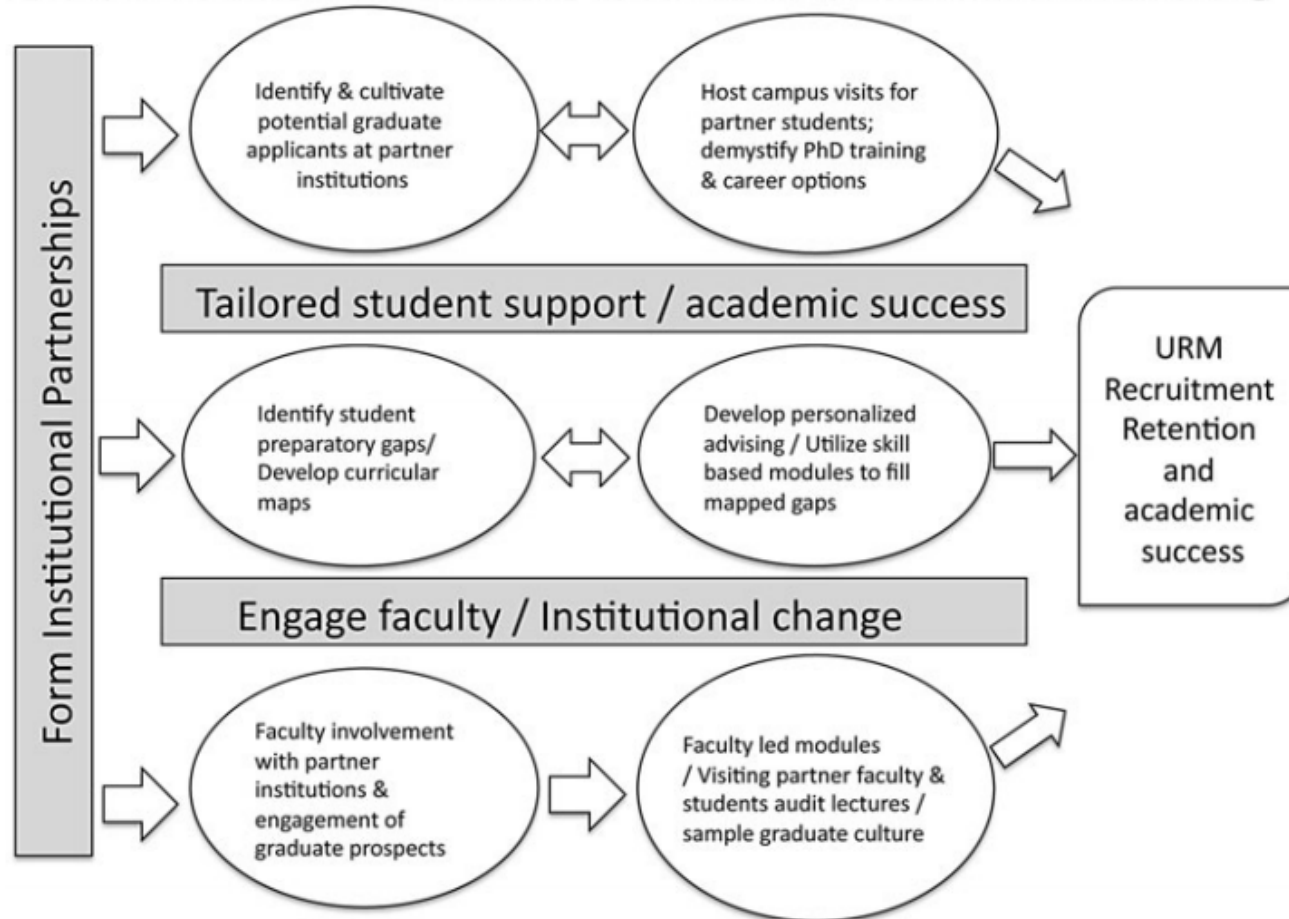 Form Institutional Partnerships
Identify & cultivate
potential graduate
applicants at partner
institutions
Host campus visits for
partner students;
demystify PhD training
& career options
Tailored student support / academic success
Identify student
preparatory gaps/
Develop curricular
maps
Develop personalized
advising / Utilize skill
based modules to fill
mapped gaps
URM
Recruitment
Retention
and
academic
success
Engage faculty / Institutional change
Faculty involvement
with partner
institutions &
engagement of
graduate prospects
Faculty led modules
/ Visiting partner faculty &
students audit lectures /
sample graduate culture